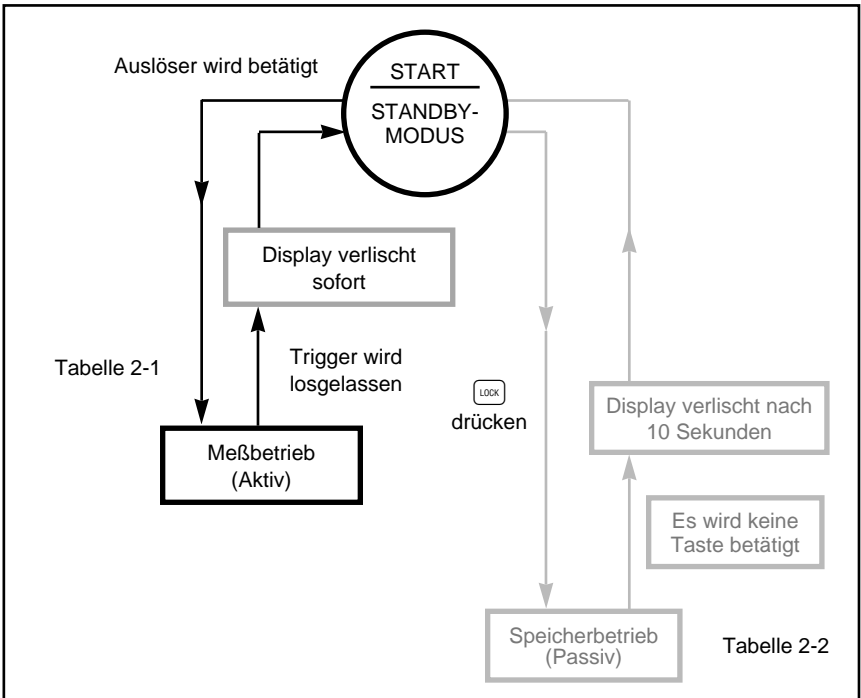 Auslöser wird betätigt
START
STANDBY-
MODUS
Display verlischt
sofort
Tabelle 2-1
Trigger wird
losgelassen
LOCK
drücken
Display verlischt nach
10 Sekunden
Meßbetrieb
(Aktiv)
Es wird keine
Taste betätigt
Speicherbetrieb
(Passiv)
Tabelle 2-2